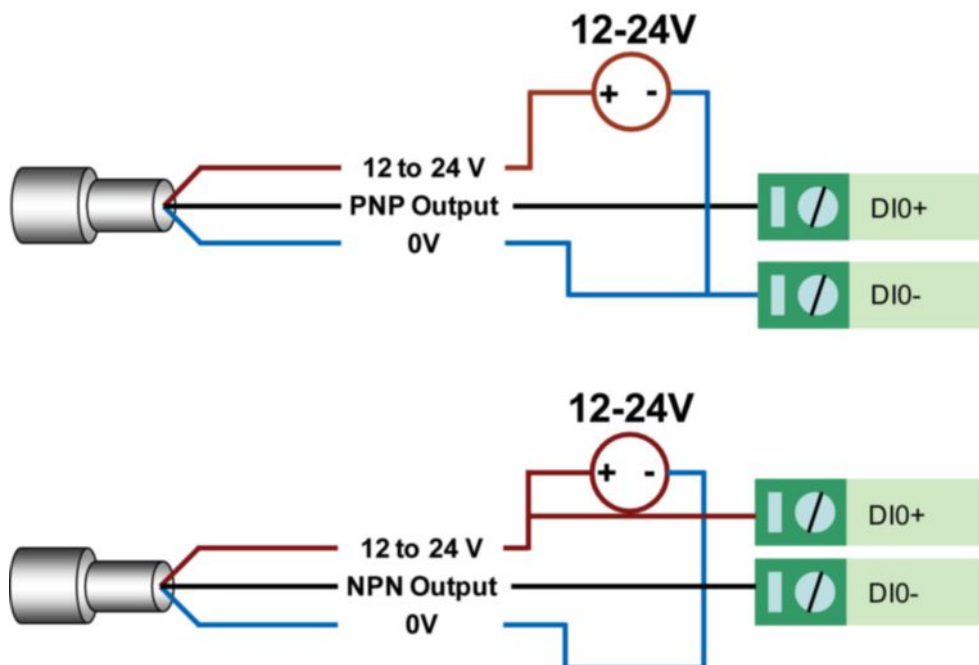 12-24V
+ -
12 to 24 V
PNP Output
0V
DI0+
DI0-
12-24V
+ -
12 to 24 V
NPN Output
0V
DI0+
DI0-